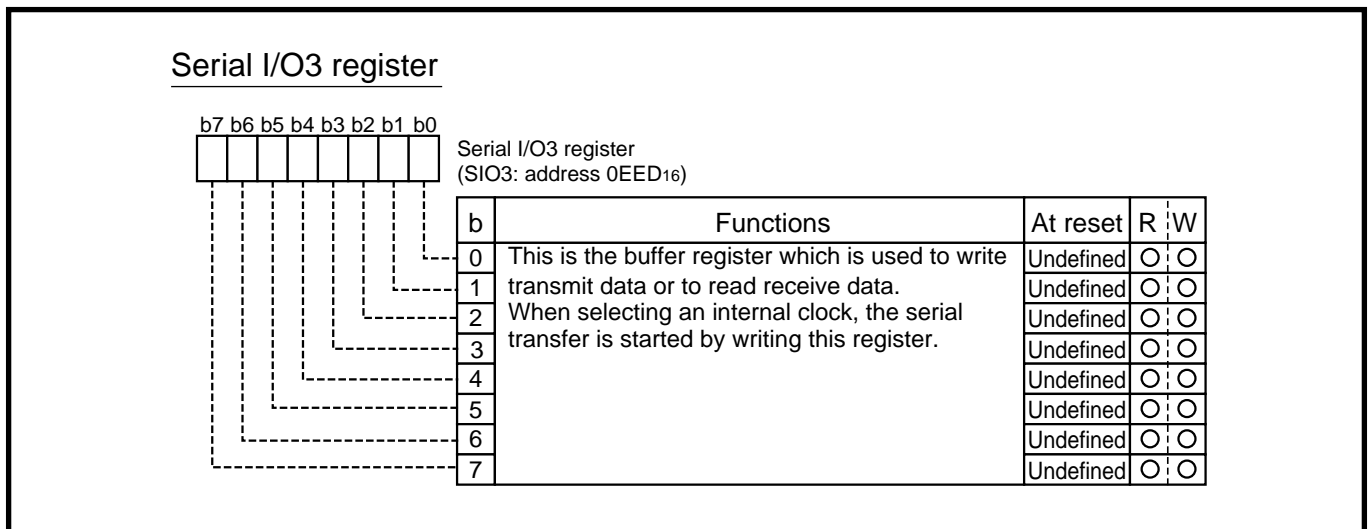 Serial I/O3 register
b7 b6 b5 b4 b3 b2 b1 b0
Serial I/O3 register
(SIO3: address 0EED16)
b Functions At reset R W
0 This is the buffer register which is used to write Undefined O O
1 transmit data or to read receive data. Undefined O O
2 When selecting an internal clock, the serial Undefined O O
3 transfer is started by writing this register. Undefined O O
4 Undefined O O
5 Undefined O O
6 Undefined O O
7 Undefined O O